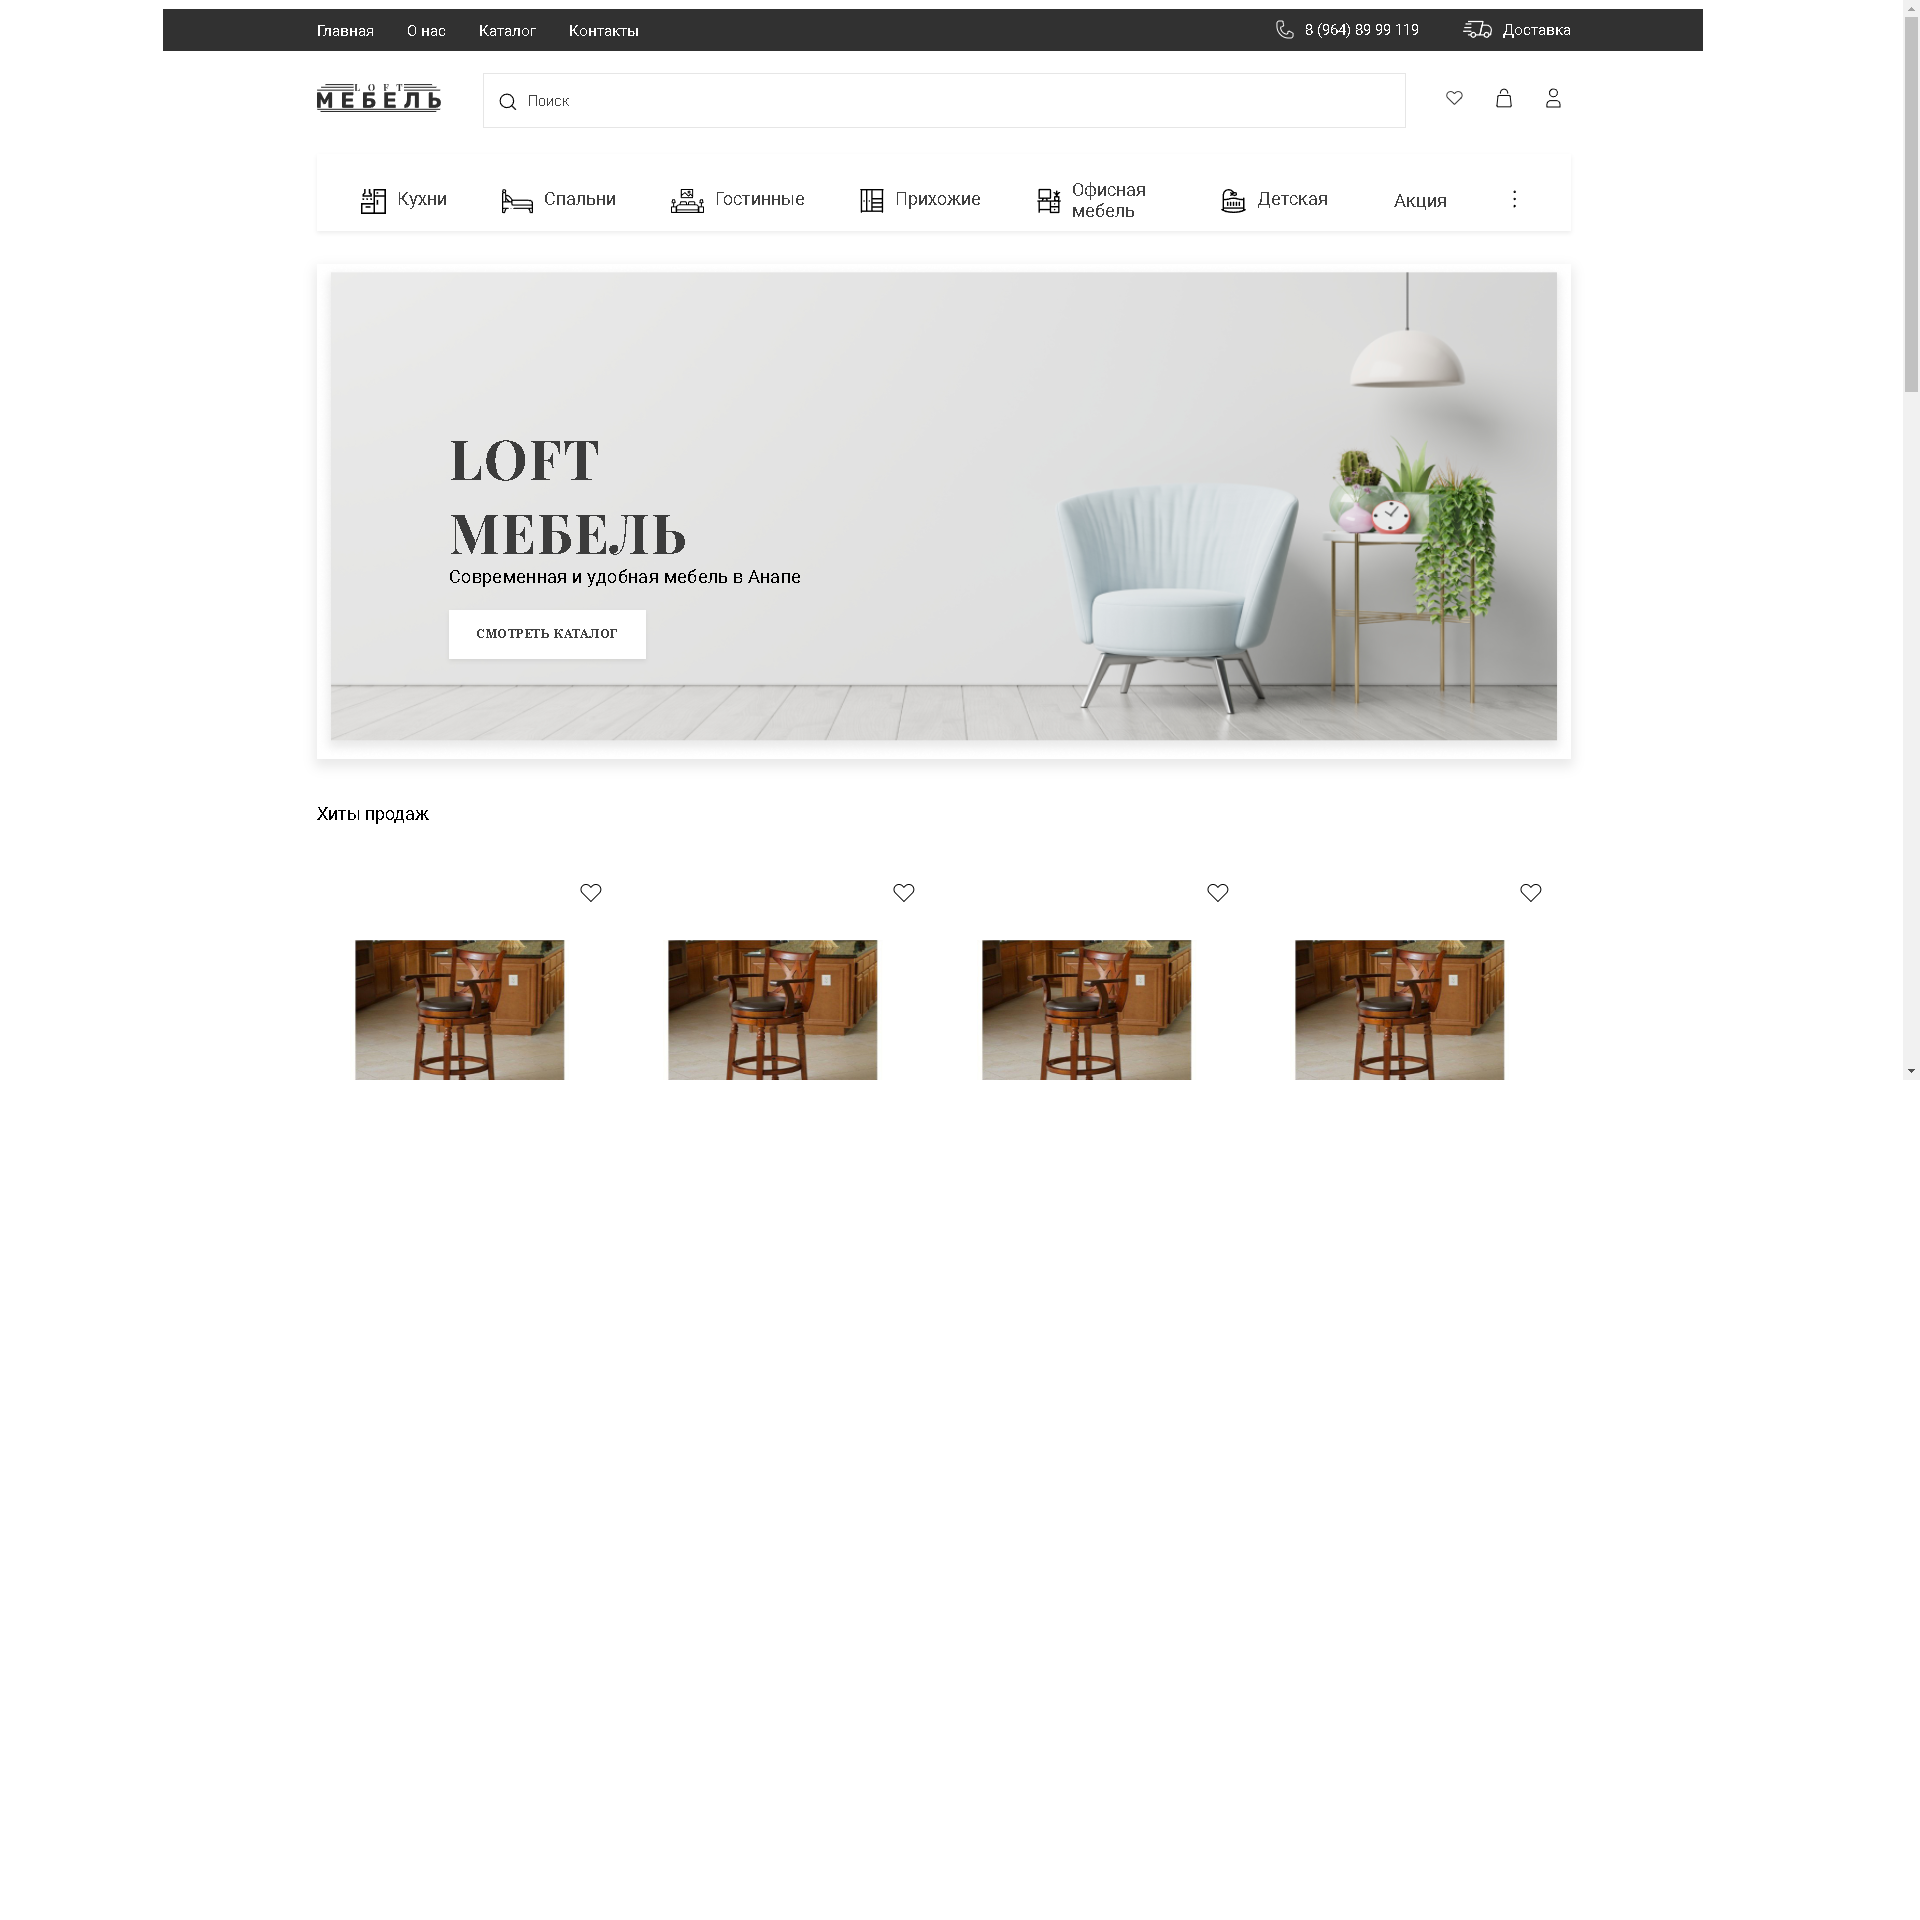 Главная О нас Каталог Контакты 8 (964) 89 99 119 Доставка
LOFT
МЕБЕЛЬ
Поиск
Кухни Спальни Гостинные Прихожие Офисная мебель Детская Акция
LOFT
МЕБЕЛЬ
Современная и удобная мебель в Анапе
СМОТРЕТЬ КАТАЛОГ
Хиты продаж